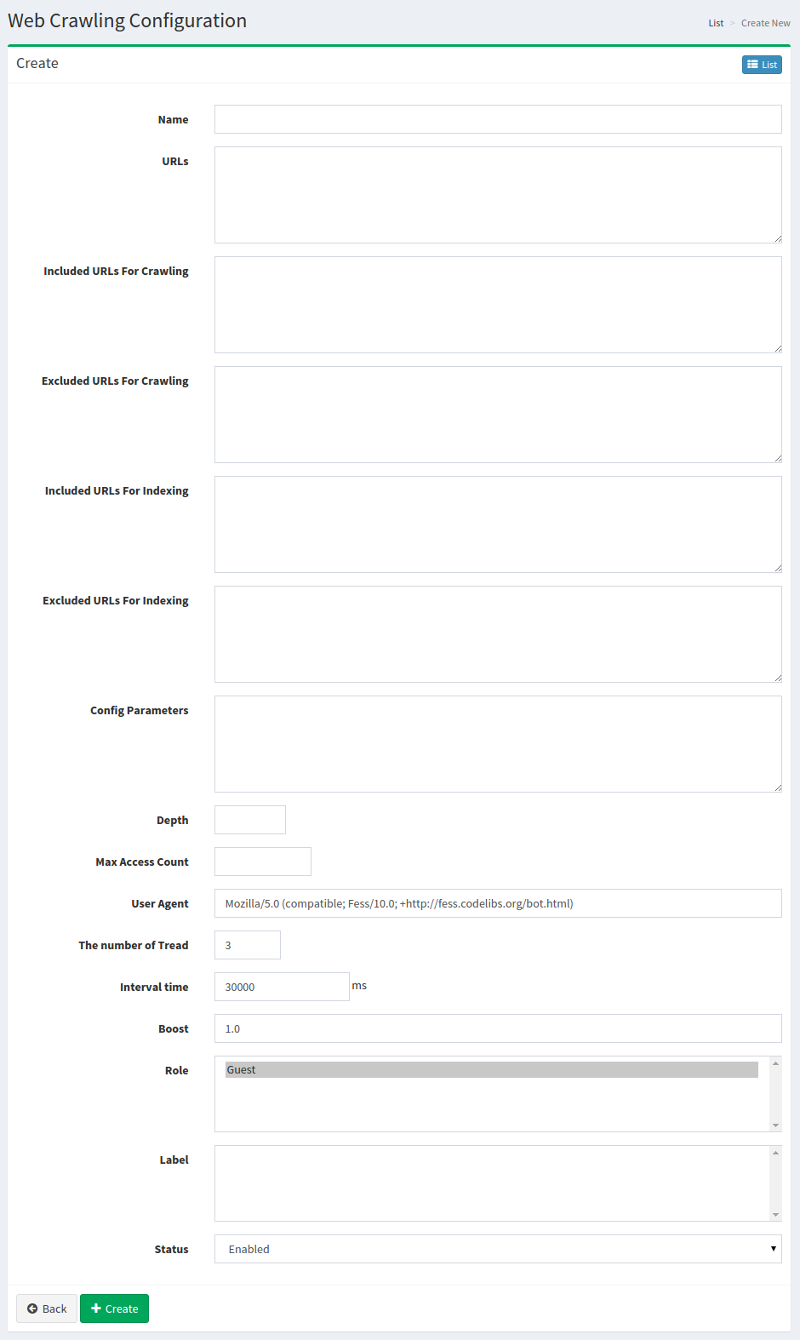 Web Crawling Configuration
List > Create New
Create
List
Name
URLs
Included URLs For Crawling
Excluded URLs For Crawling
Included URLs For Indexing
Excluded URLs For Indexing
Config Parameters
Depth
Max Access Count
User Agent Mozilla/5.0 (compatible; Fess/10.0; +http://fess.codelibs.org/bot.html)
The number of Tread 3
Interval time 30000 ms
Boost 1.0
Role Guest
Label
Status Enabled
Back Create